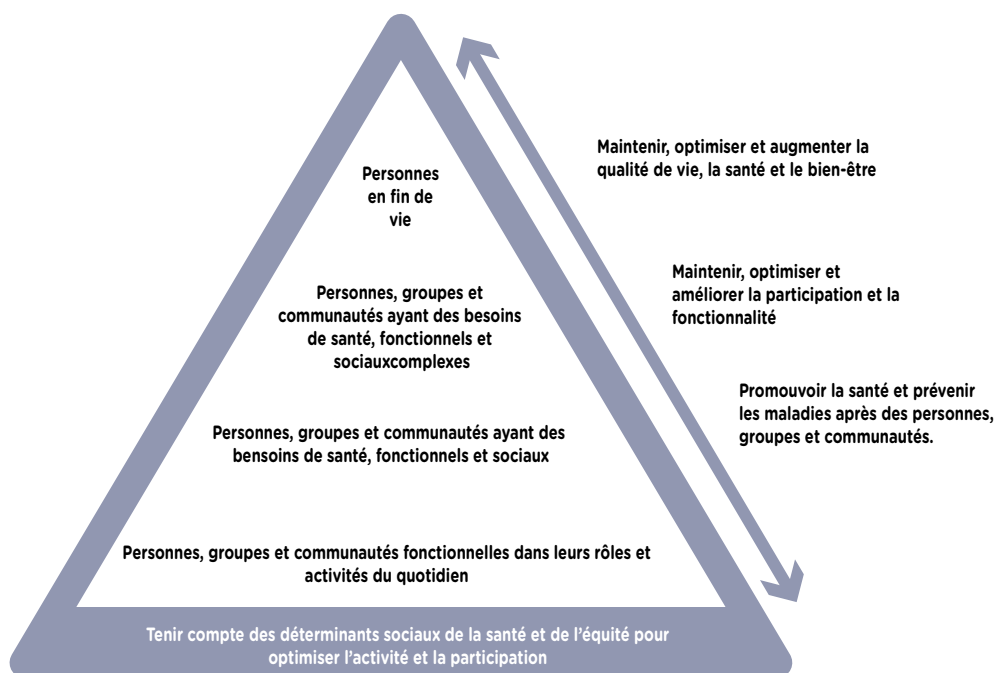 Personnes
en fin de
vie
Personnes, groupes et
communautés ayant des besoins
de santé, fonctionnels et
sociauxcomplexes
Personnes, groupes et communautés ayant des
bensoins de santé, fonctionnels et sociaux
Personnes, groupes et communautés fonctionnelles dans leurs rôles et
activités du quotidien
Tenir compte des déterminants sociaux de la santé et de l'équité pour
optimiser l'activité et la participation
Maintenir, optimiser et augmenter la
qualité de vie, la santé et le bien-être
Maintenir, optimiser et
améliorer la participation et la
fonctionnalité
Promouvoir la santé et prévenir
les maladies après des personnes,
groupes et communautés.